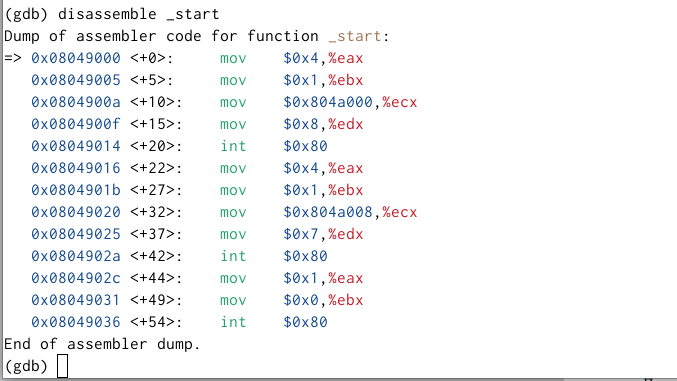 (gdb) disassemble _start
Dump of assembler code for function _start:
=> 0x08049000 <+0>:     mov    $0x4,%eax
   0x08049005 <+5>:     mov    $0x1,%ebx
   0x0804900a <+10>:    mov    $0x804a000,%ecx
   0x0804900f <+15>:    mov    $0x8,%edx
   0x08049014 <+20>:    int    $0x80
   0x08049016 <+22>:    mov    $0x4,%eax
   0x0804901b <+27>:    mov    $0x1,%ebx
   0x08049020 <+32>:    mov    $0x804a008,%ecx
   0x08049025 <+37>:    mov    $0x7,%edx
   0x0804902a <+42>:    int    $0x80
   0x0804902c <+44>:    mov    $0x1,%eax
   0x08049031 <+49>:    mov    $0x0,%ebx
   0x08049036 <+54>:    int    $0x80
End of assembler dump.
(gdb)